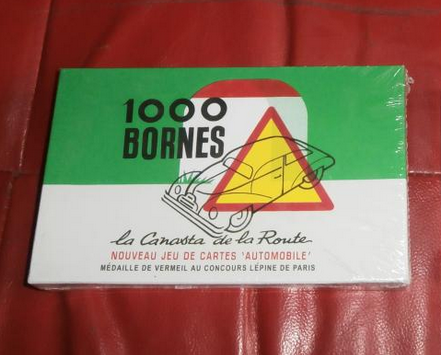 1000
BORNES
la Canasta de la Route
NOUVEAU JEU DE CARTES 'AUTOMOBILE'
MÉDAILLE DE VERMEIL AU CONCOURS LÉPINE DE PARIS